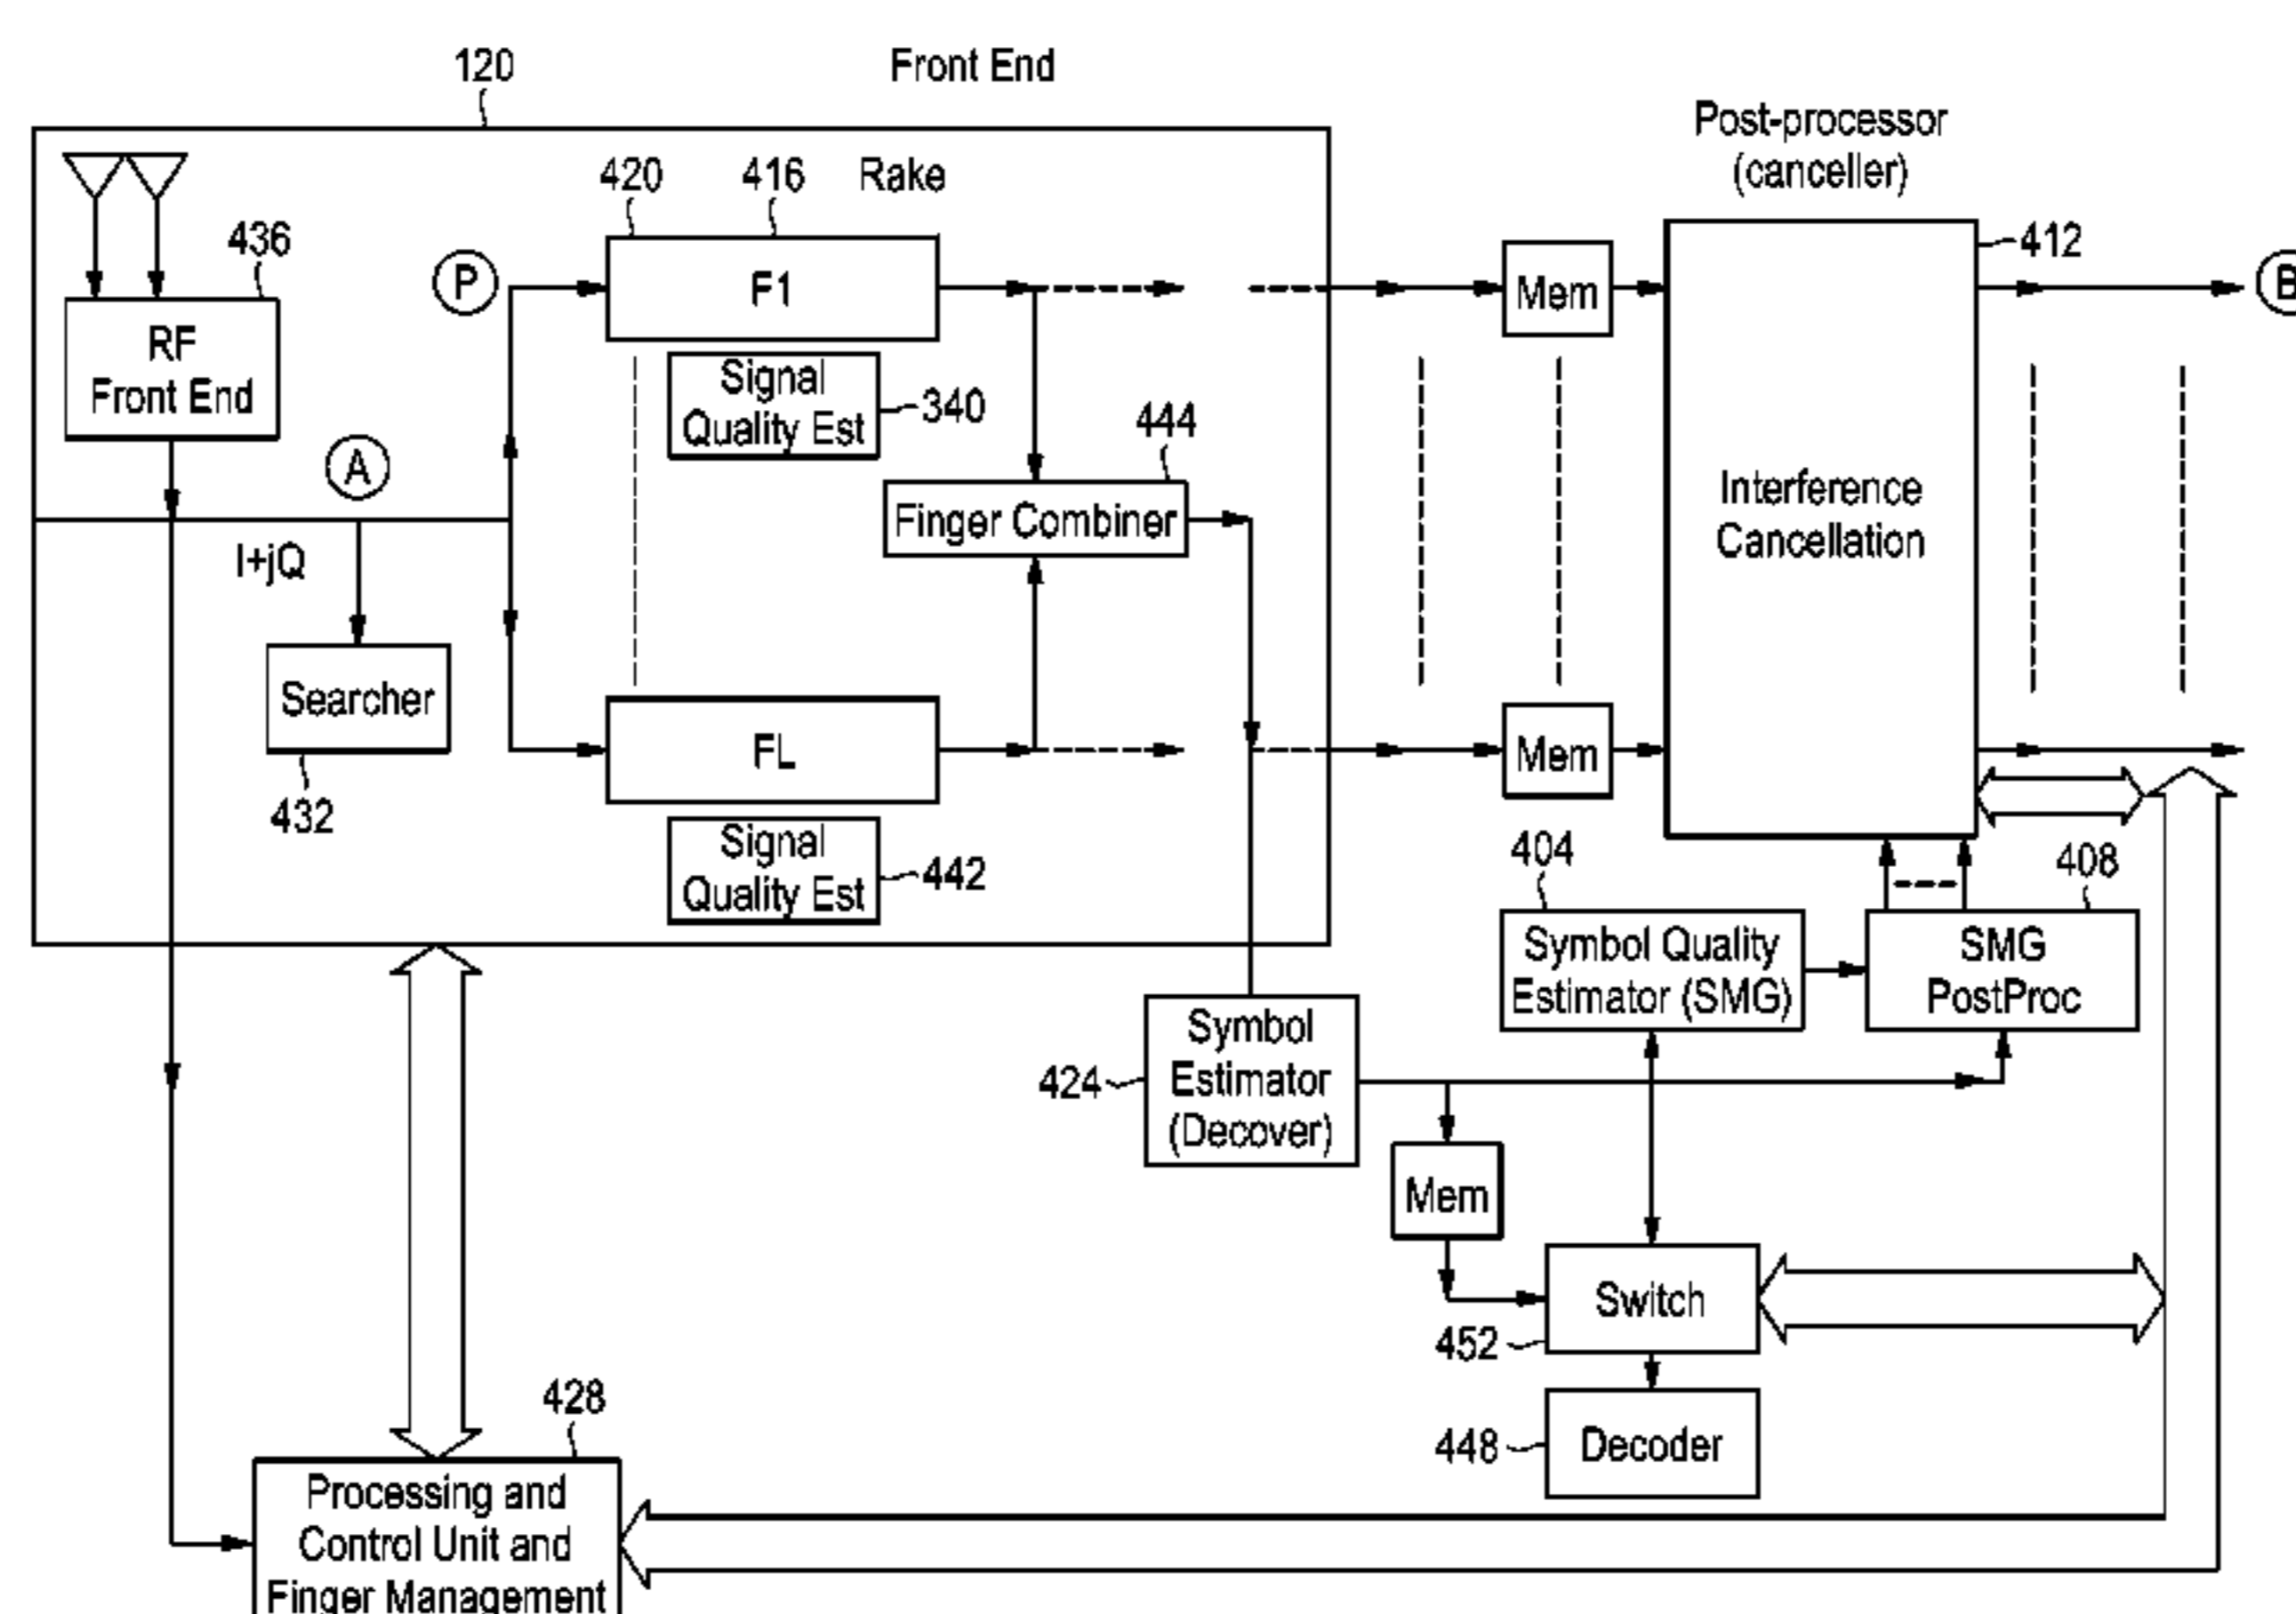 120
Front End
Post-processor
(canceller)
420
416
Rake
436
P
F1
Mem
412
B
RF
Front End
Signal
Quality Est
340
444
A
Finger Combiner
Interference
Cancellation
I+jQ
Searcher
432
FL
Mem
Signal
Quality Est
442
404
408
Symbol Quality
Estimator (SMG)
SMG
PostProc
424
Symbol
Estimator
(Decover)
Mem
Switch
452
448
Decoder
428
Processing and
Control Unit and
Finger Management